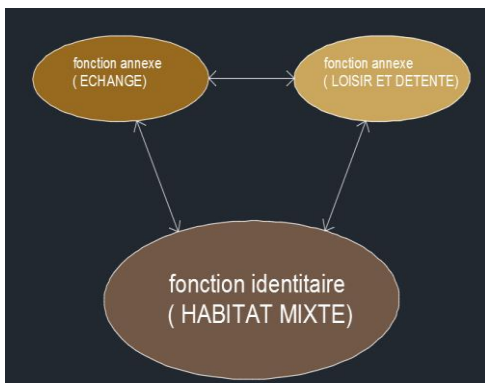 fonction annexe
( ECHANGE)
fonction annexe
( LOISIR ET DETENTE)
fonction identitaire
( HABITAT MIXTE)